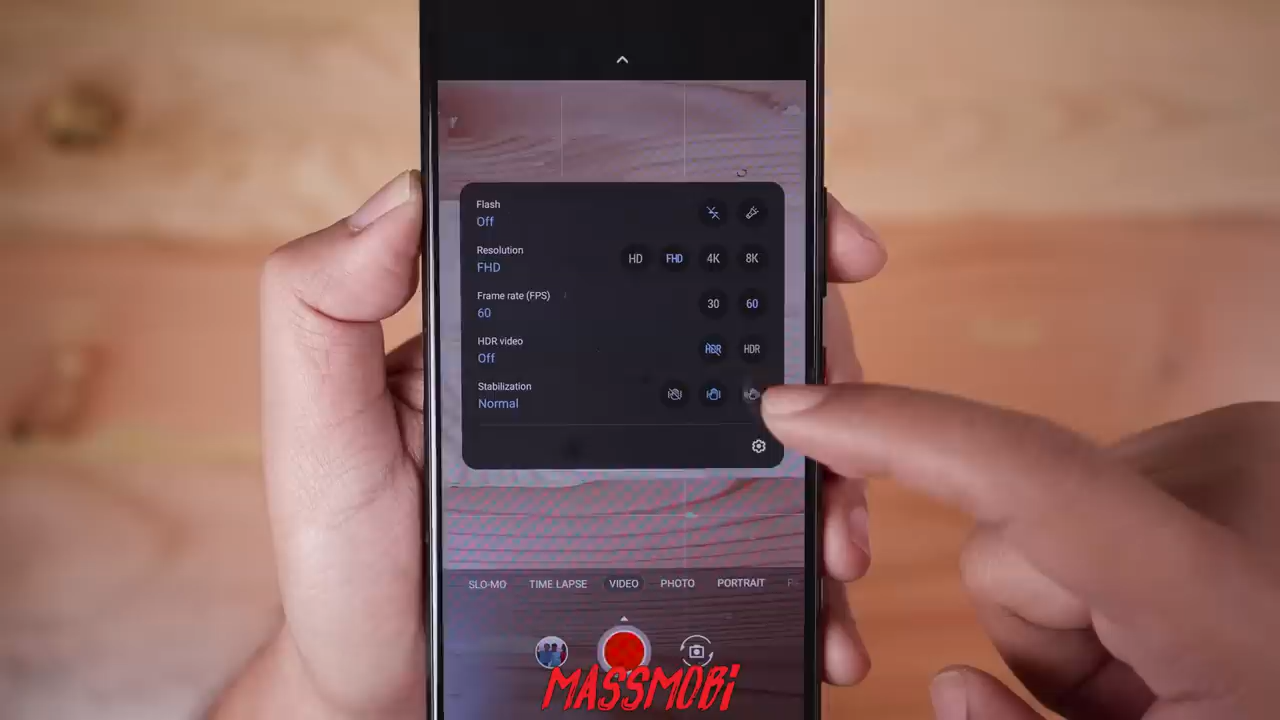 Flash
Off
Resolution
FHD
HD FHD 4K 8K
Frame rate (FPS)
60
30 60
HDR video
Off
HDR HDR
Stabilization
Normal
SLO-MO TIME LAPSE VIDEO PHOTO PORTRAIT
MASSMOBi